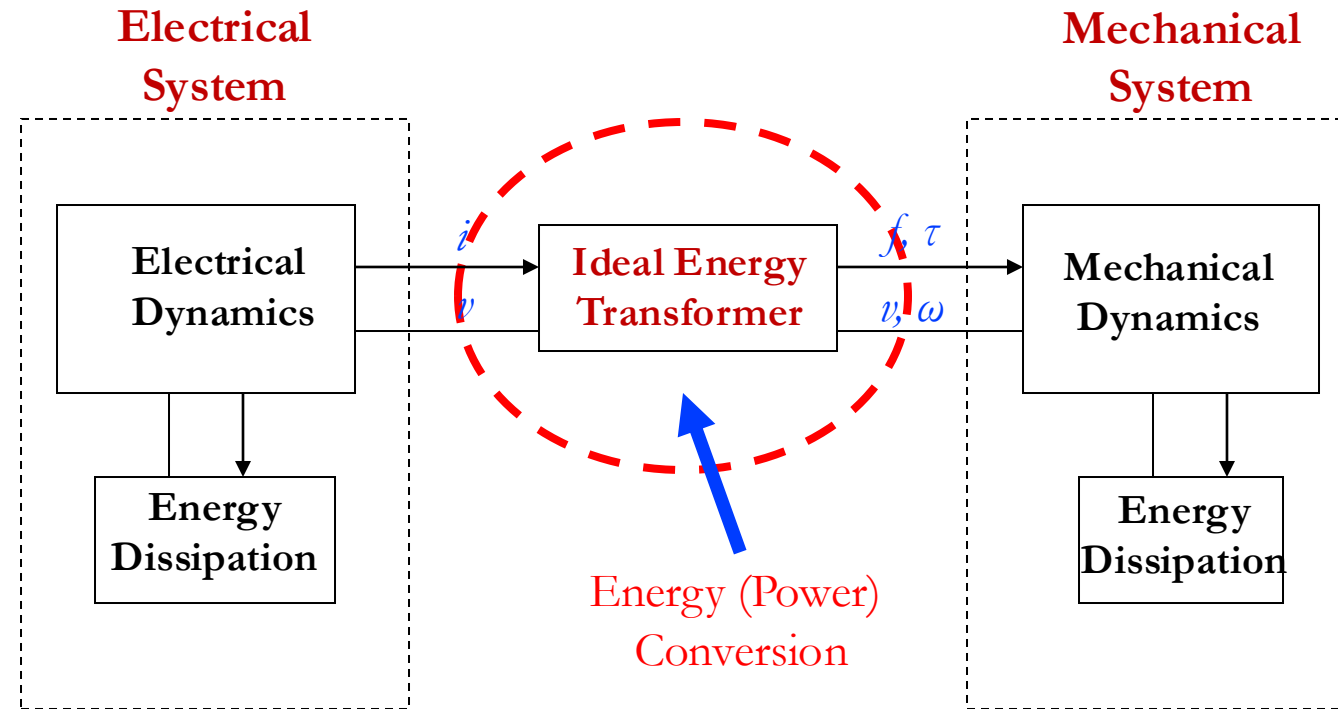 Electrical
System
Mechanical
System
Electrical
Dynamics
i
v
Ideal Energy
Transformer
f, τ
v, ω
Mechanical
Dynamics
Energy
Dissipation
Energy
Dissipation
Energy (Power)
Conversion